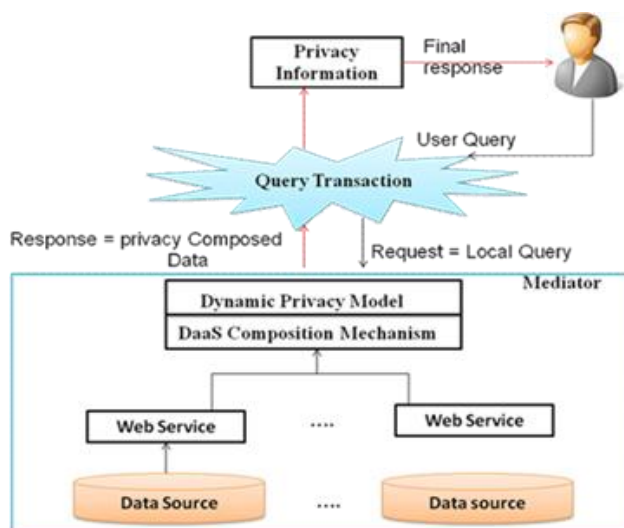 Privacy
Information
Final
response
User Query
Query Transaction
Response = privacy Composed
Data
Request = Local Query
Mediator
Dynamic Privacy Model
DaaS Composition Mechanism
Web Service
....
Web Service
Data Source
....
Data source